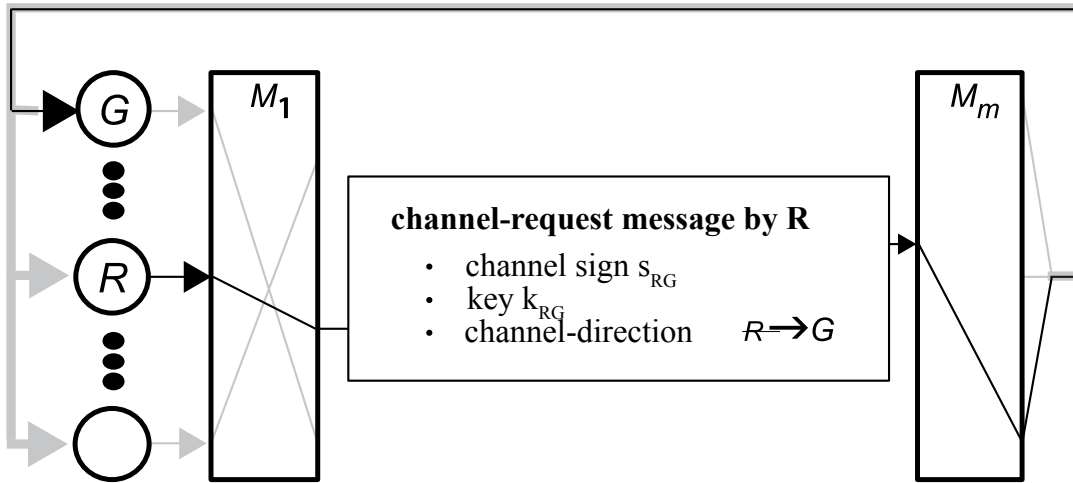 G
M1
Mm
channel-request message by R
· channel sign sRG
R
· key kRG
· channel-direction R→G